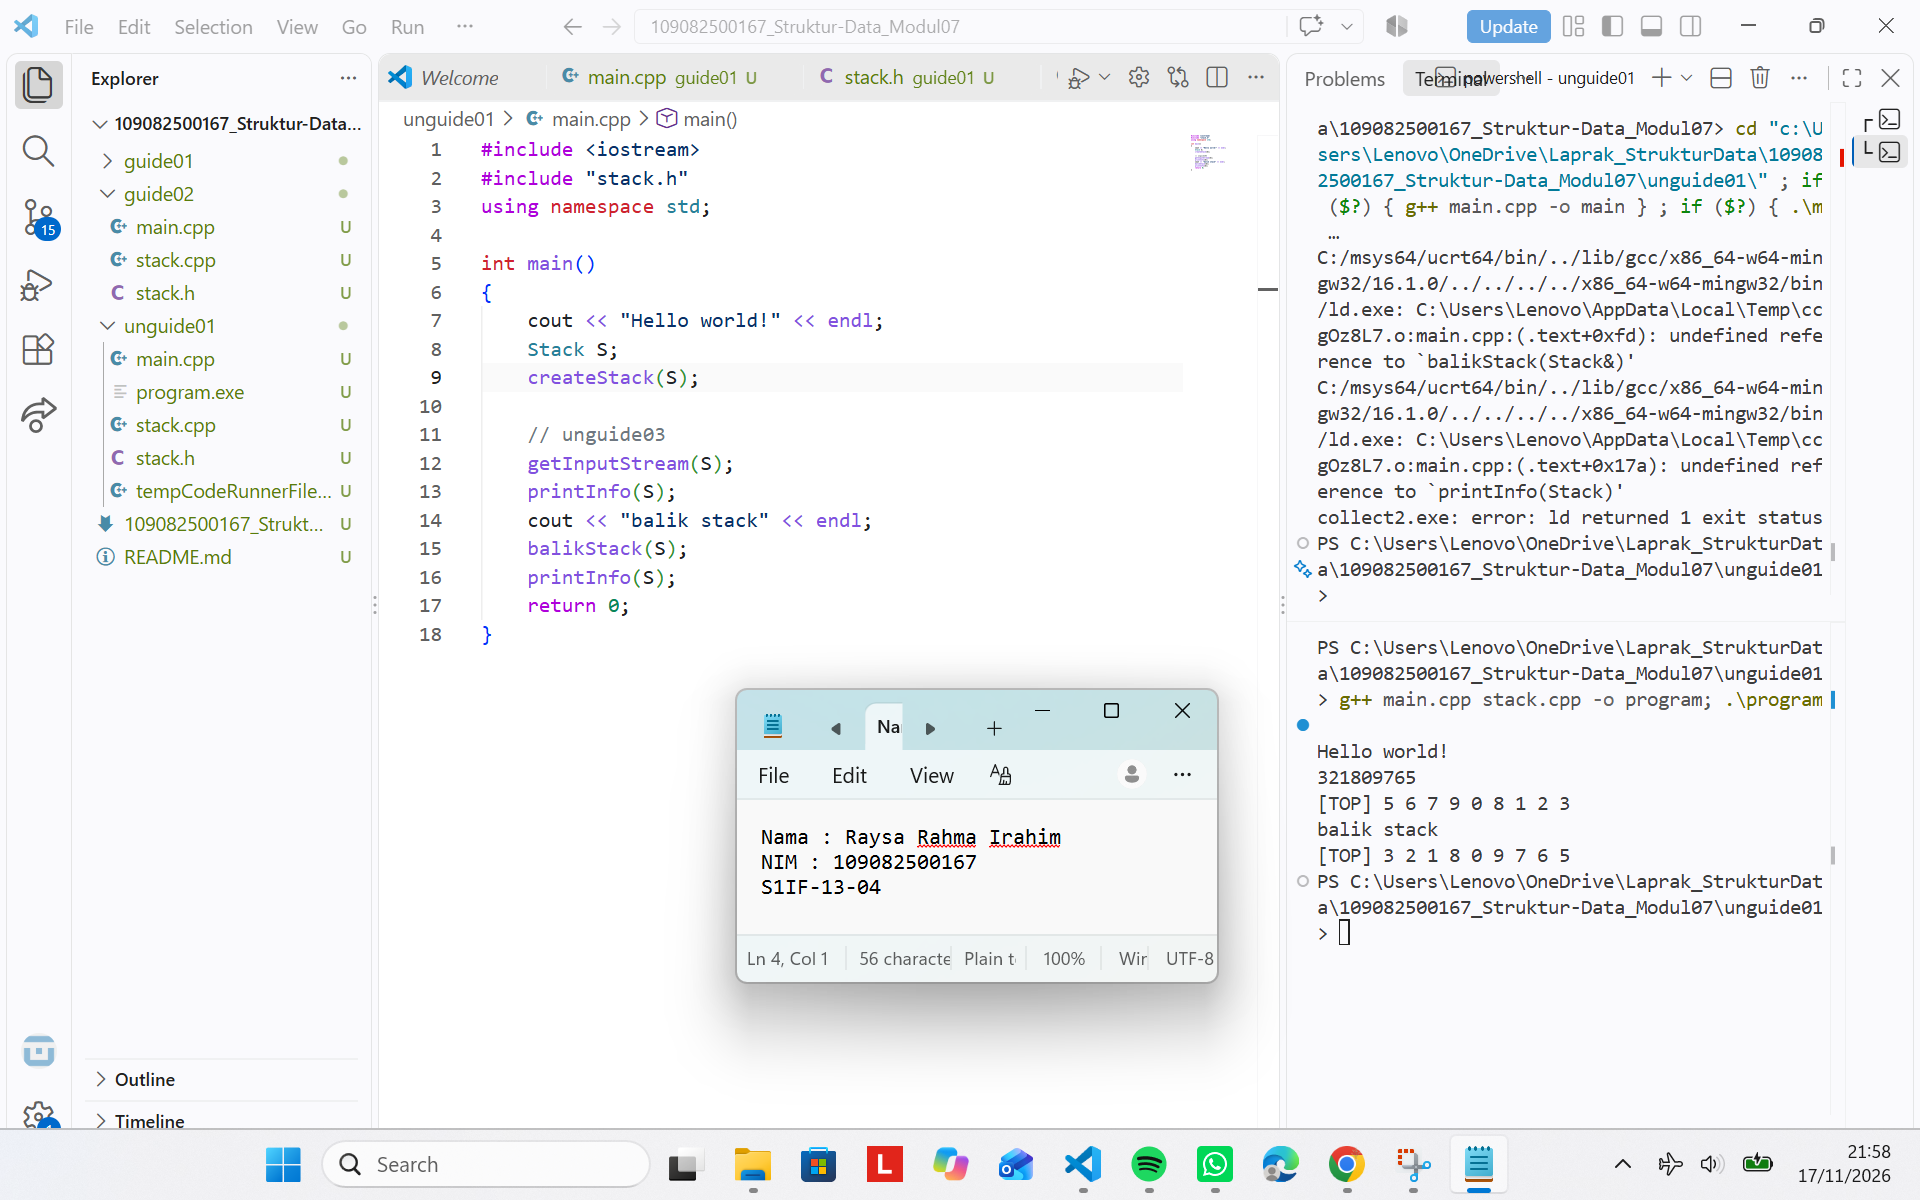 File Edit Selection View Go Run ···
109082500167_Struktur-Data_Modul07
Update
Explorer
109082500167_Struktur-Data...
guide01
guide02
main.cpp U
stack.cpp U
stack.h U
unguide01
main.cpp U
program.exe U
stack.cpp U
stack.h U
tempCodeRunnerFile... U
109082500167_Strukt... U
README.md U
Outline
Timeline
15
Welcome
main.cpp guide01 U
stack.h guide01 U
unguide01 > main.cpp > main()
1 #include <iostream>
2 #include "stack.h"
3 using namespace std;
4
5 int main()
6 {
7 cout << "Hello world!" << endl;
8 Stack S;
9 createStack(S);
10
11 // unguide03
12 getInputStream(S);
13 printInfo(S);
14 cout << "balik stack" << endl;
15 balikStack(S);
16 printInfo(S);
17 return 0;
18 }
Problems Terminal powershell - unguide01
a\109082500167_Struktur-Data_Modul07> cd "c:\U
sers\Lenovo\OneDrive\Laprak_StrukturData\10908
2500167_Struktur-Data_Modul07\unguide01\" ; if
($?) { g++ main.cpp -o main } ; if ($?) { .\m
…
C:/msys64/ucrt64/bin/../lib/gcc/x86_64-w64-min
gw32/16.1.0/../../../../x86_64-w64-mingw32/bin
/ld.exe: C:\Users\Lenovo\AppData\Local\Temp\cc
gOz8L7.o:main.cpp:(.text+0xfd): undefined refe
rence to `balikStack(Stack&)'
C:/msys64/ucrt64/bin/../lib/gcc/x86_64-w64-min
gw32/16.1.0/../../../../x86_64-w64-mingw32/bin
/ld.exe: C:\Users\Lenovo\AppData\Local\Temp\cc
gOz8L7.o:main.cpp:(.text+0x17a): undefined ref
erence to `printInfo(Stack)'
collect2.exe: error: ld returned 1 exit status
PS C:\Users\Lenovo\OneDrive\Laprak_StrukturDat
a\109082500167_Struktur-Data_Modul07\unguide01
>
PS C:\Users\Lenovo\OneDrive\Laprak_StrukturDat
a\109082500167_Struktur-Data_Modul07\unguide01
> g++ main.cpp stack.cpp -o program; .\program
Hello world!
321809765
[TOP] 5 6 7 9 0 8 1 2 3
balik stack
[TOP] 3 2 1 8 0 9 7 6 5
PS C:\Users\Lenovo\OneDrive\Laprak_StrukturDat
a\109082500167_Struktur-Data_Modul07\unguide01
>
Na
File Edit View
Nama : Raysa Rahma Irahim
NIM : 109082500167
S1IF-13-04
Ln 4, Col 1 56 characte Plain t 100% Wir UTF-8
Search
L
21:58
17/11/2026